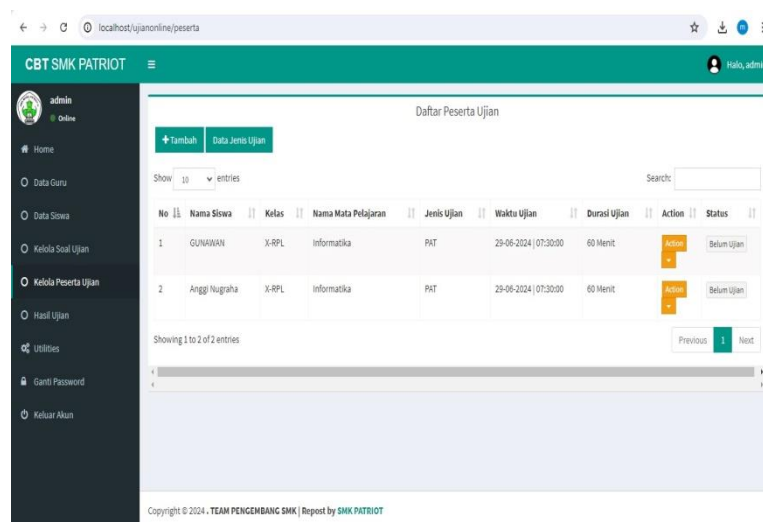 localhost/ujianonline/peserta
CBT SMK PATRIOT
Halo, admi
admin
Online
Home
Data Guru
Data Siswa
Kelola Soal Ujian
Kelola Peserta Ujian
Hasil Ujian
Utilities
Ganti Password
Keluar Akun
Daftar Peserta Ujian
+Tambah Data Jenis Ujian
Show 10 entries Search:
No Nama Siswa Kelas Nama Mata Pelajaran Jenis Ujian Waktu Ujian Durasi Ujian Action Status
1 GUNAWAN X-RPL Informatika PAT 29-06-2024 | 07:30:00 60 Menit Action Belum Ujian
2 Anggi Nugraha X-RPL Informatika PAT 29-06-2024 | 07:30:00 60 Menit Action Belum Ujian
Showing 1 to 2 of 2 entries Previous 1 Next
Copyright © 2024 . TEAM PENGEMBANG SMK | Repost by SMK PATRIOT